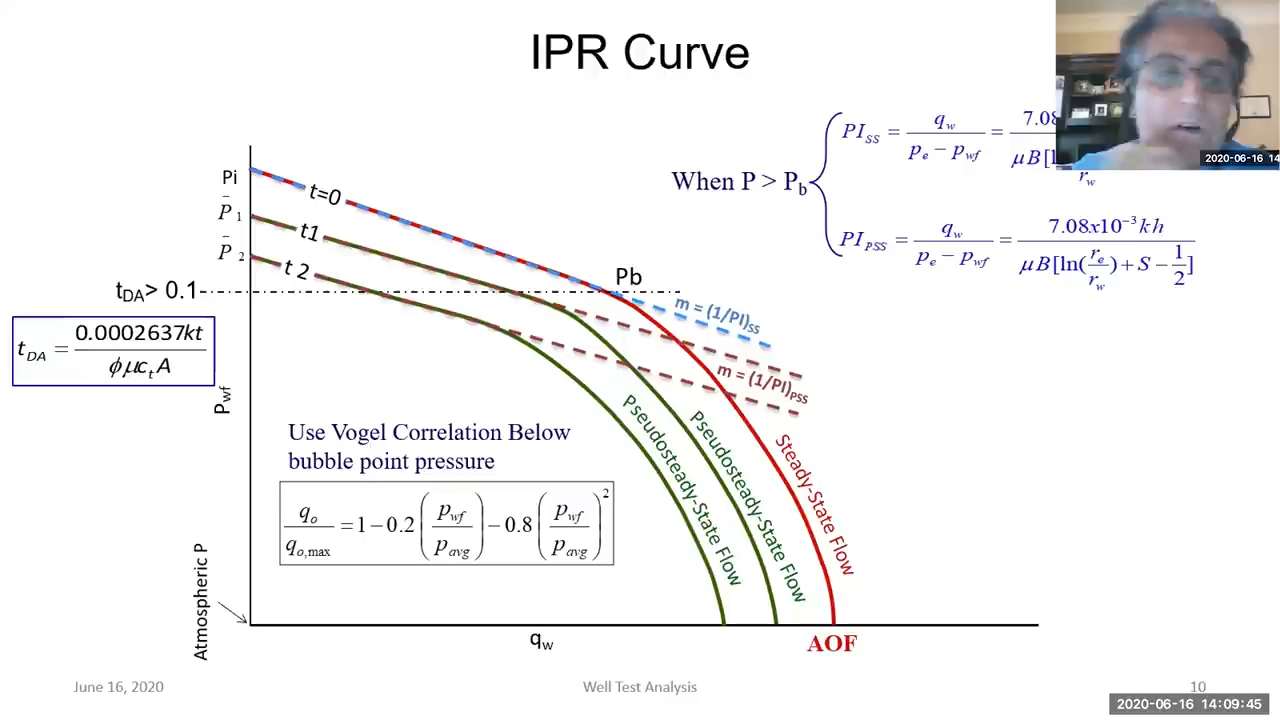 IPR Curve
When P > P_b
PI_SS = q_w / (p_e − p_wf) = 7.08
μB[l
r_w
PI_PSS = q_w / (p_e − p_wf) = 7.08x10⁻³ kh / μB[ln(r_e/r_w) + S − 1/2]
2020-06-16 14
Pi
P̄ 1
P̄ 2
t=0
t1
t 2
Pb
t_DA> 0.1
t_DA = 0.0002637kt / ϕμc_t A
m = (1/PI)_SS
m = (1/PI)_PSS
P_wf
Use Vogel Correlation Below
bubble point pressure
q_o / q_o,max = 1 − 0.2 (p_wf / p_avg) − 0.8 (p_wf / p_avg)²
Pseudosteady-State Flow
Pseudosteady-State Flow
Steady-State Flow
Atmospheric P
q_w
AOF
June 16, 2020
Well Test Analysis
10
2020-06-16 14:09:45